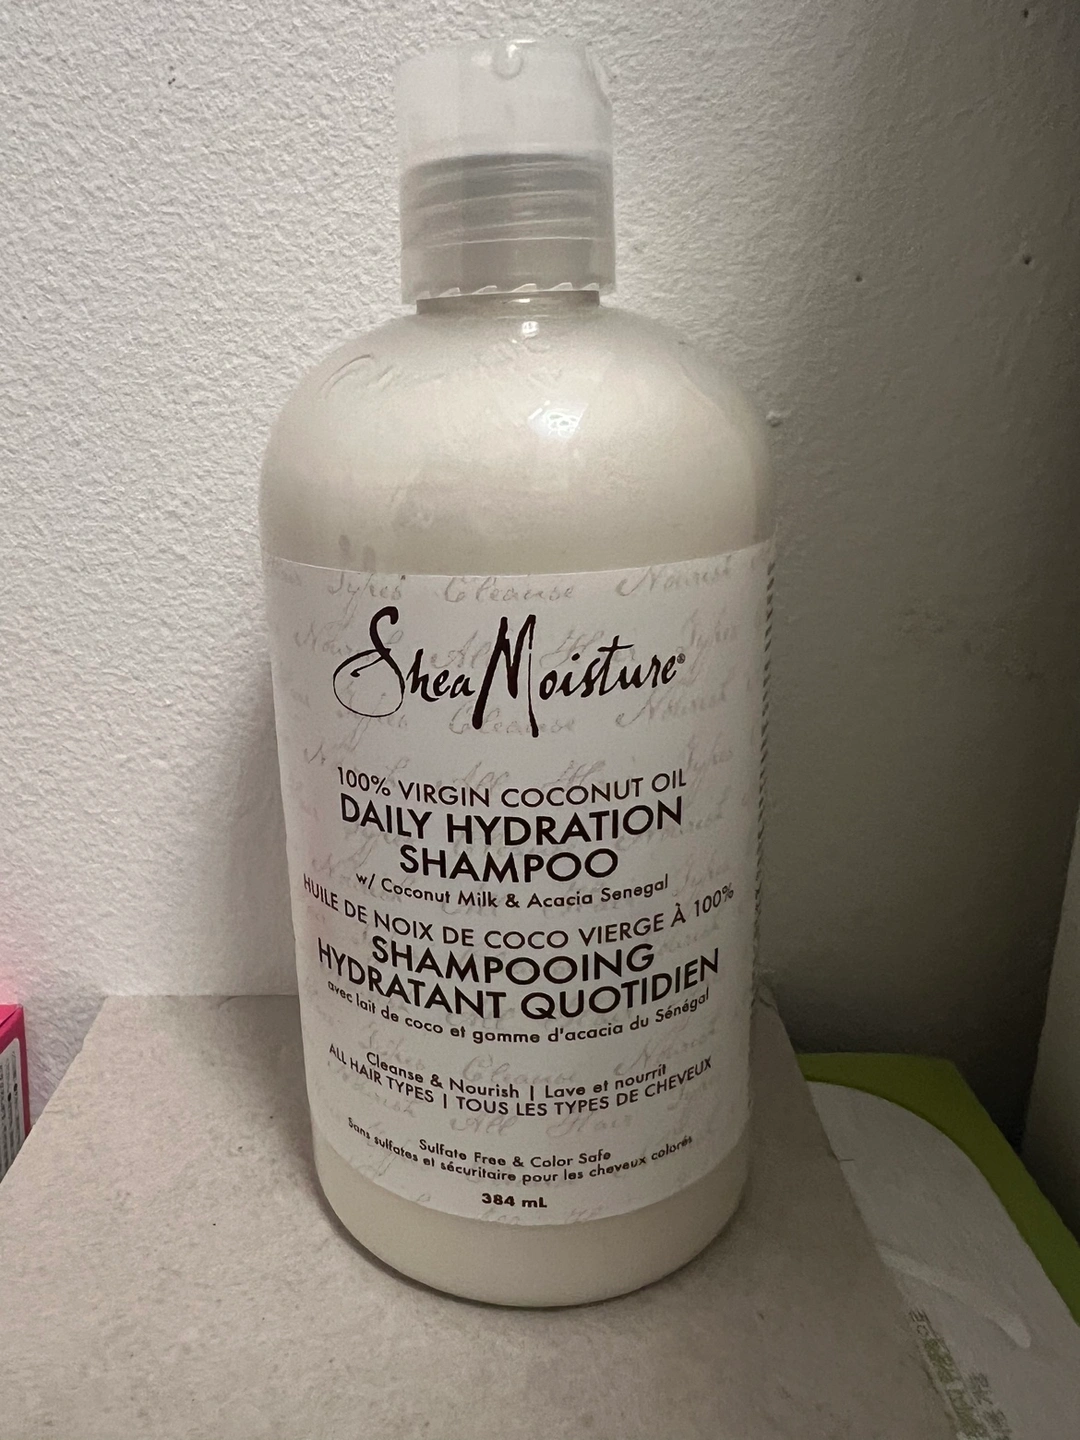 SheaMoisture®
100% VIRGIN COCONUT OIL
DAILY HYDRATION
SHAMPOO
w/ Coconut Milk & Acacia Senegal
HUILE DE NOIX DE COCO VIERGE À 100%
SHAMPOOING
HYDRATANT QUOTIDIEN
avec lait de coco et gomme d'acacia du Sénégal
Cleanse & Nourish | Lave et nourrit
ALL HAIR TYPES | TOUS LES TYPES DE CHEVEUX
Sulfate Free & Color Safe
Sans sulfates et sécuritaire pour les cheveux colorés
384 mL